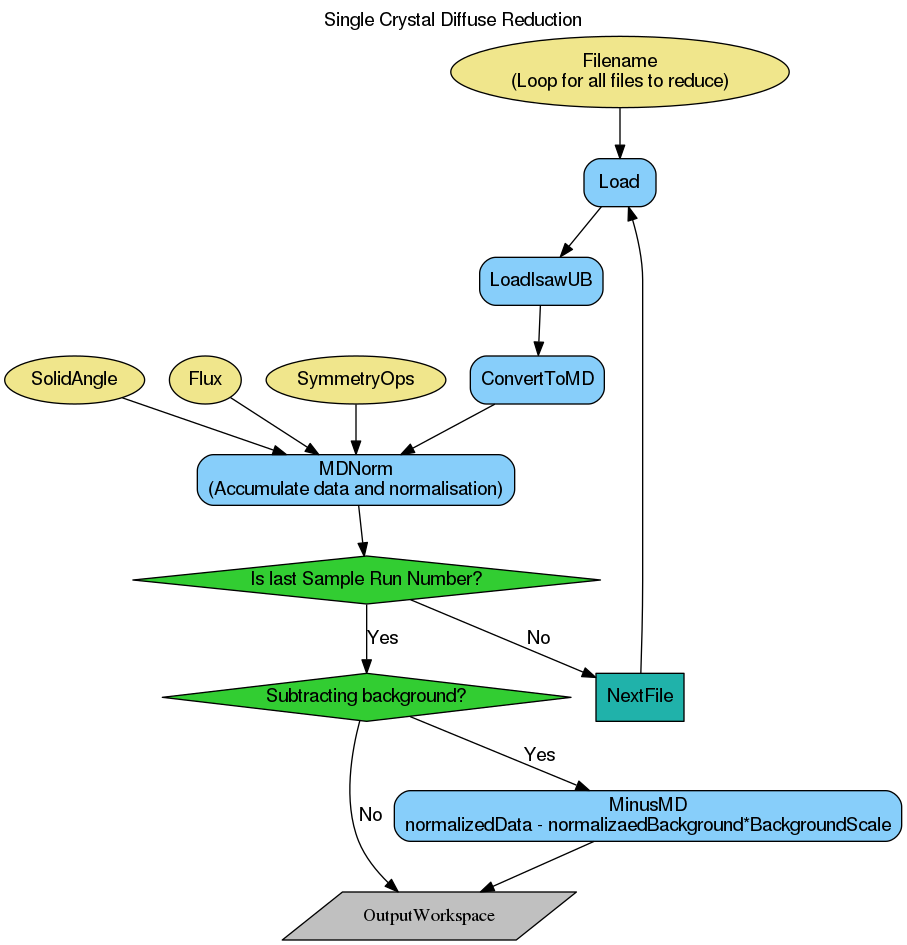 Single Crystal Diffuse Reduction
Filename
(Loop for all files to reduce)
Load
LoadIsawUB
SolidAngle
Flux
SymmetryOps
ConvertToMD
MDNorm
(Accumulate data and normalisation)
Is last Sample Run Number?
Yes
No
Subtracting background?
NextFile
Yes
No
MinusMD
normalizedData - normalizaedBackground*BackgroundScale
OutputWorkspace